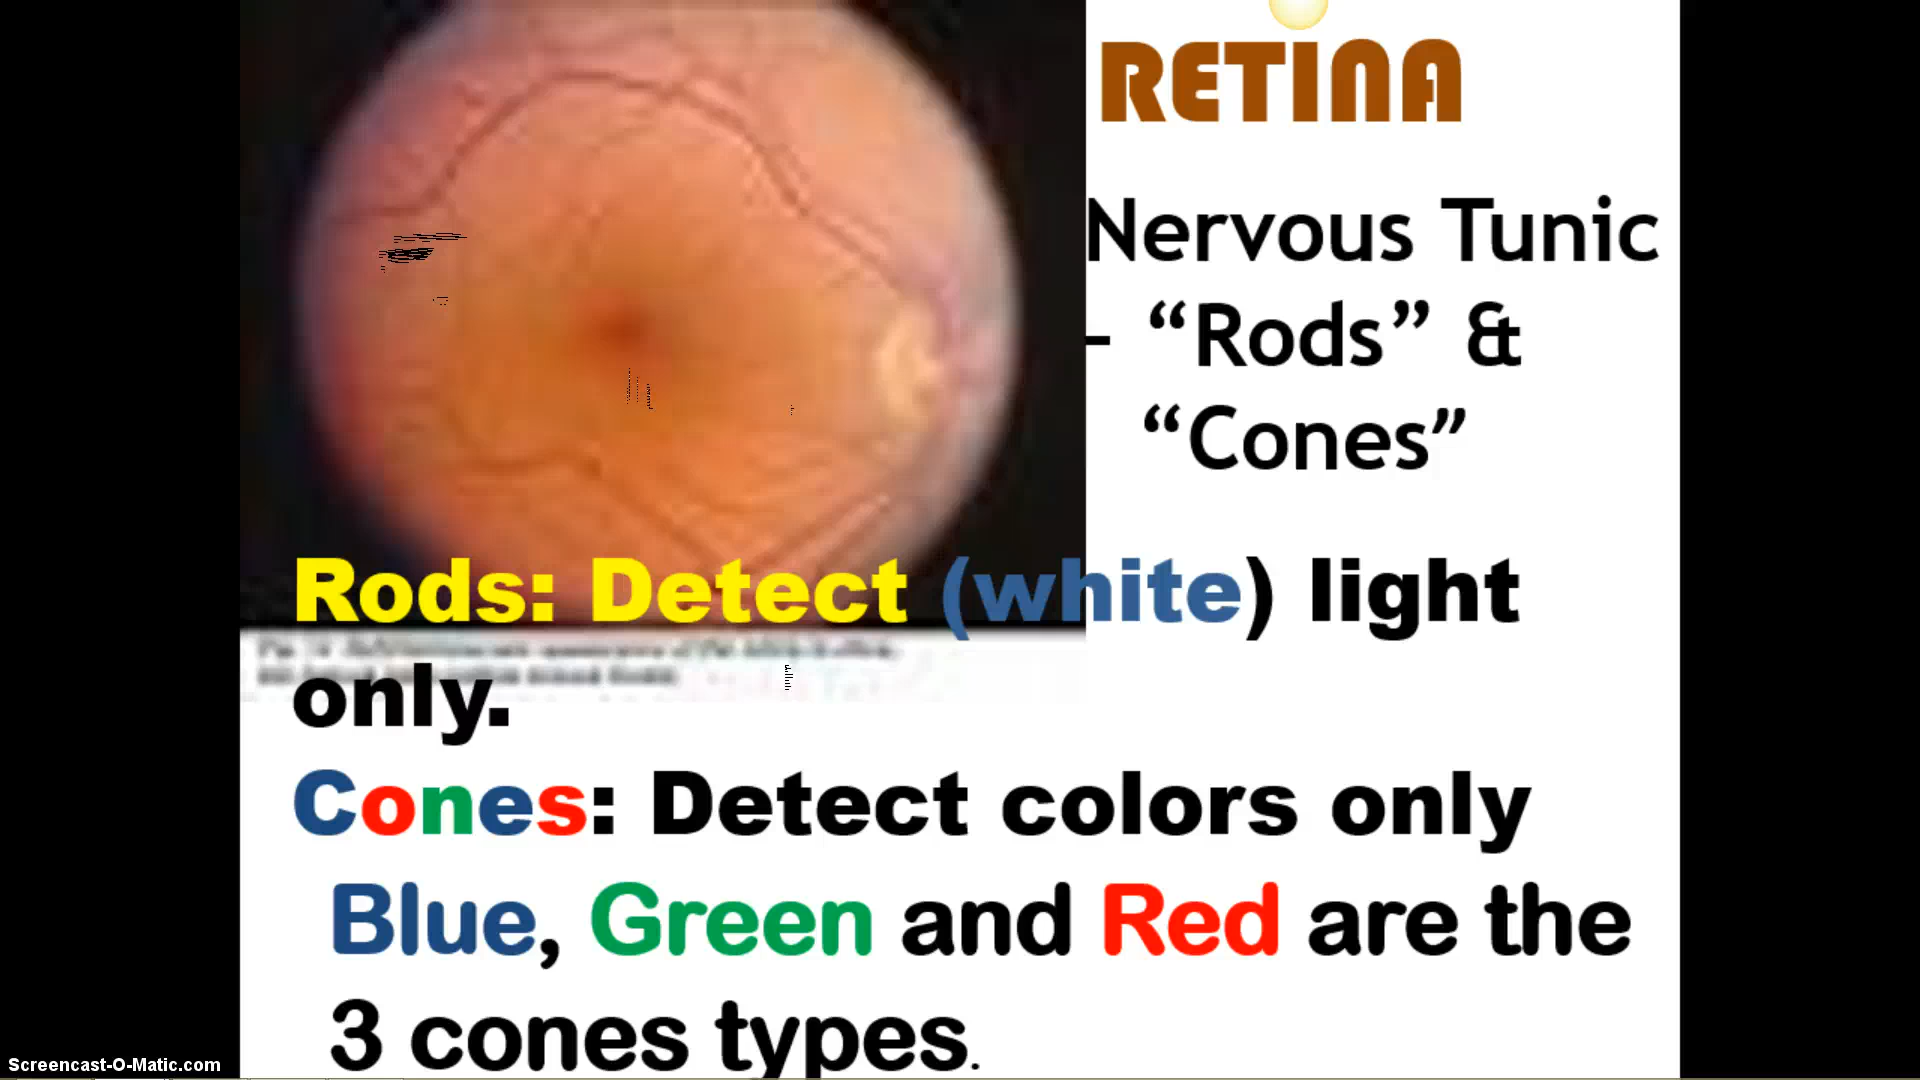 RETINA
Nervous Tunic
- “Rods” &
“Cones”
Rods: Detect (white) light
only.
Cones: Detect colors only
Blue, Green and Red are the
3 cones types.
Screencast-O-Matic.com